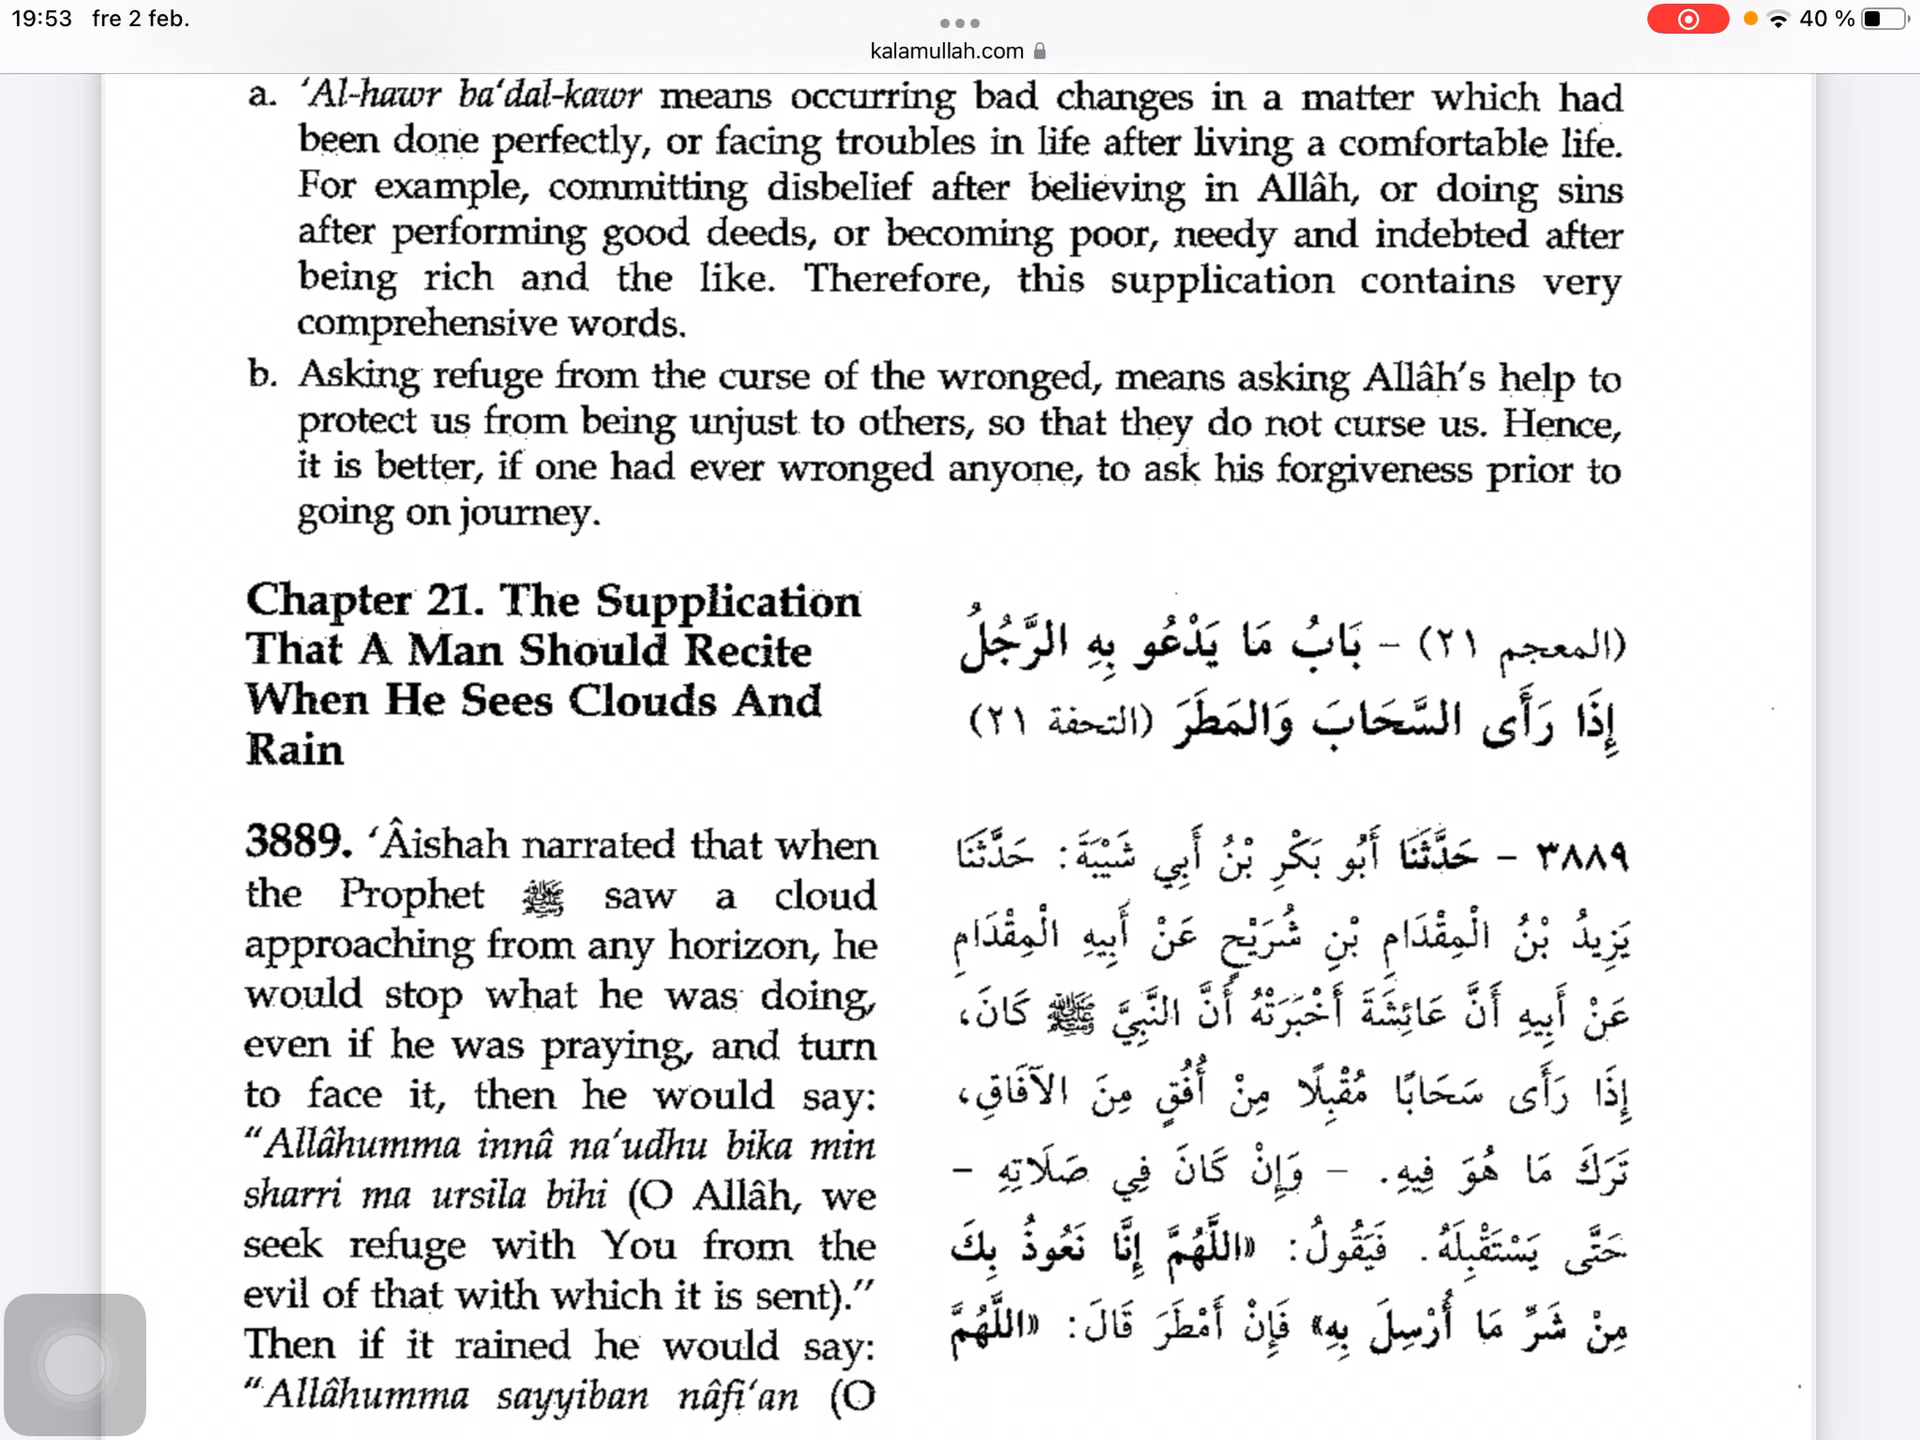 19:53 fre 2 feb.
40 %
kalamullah.com
a. ‘Al-hawr ba‘dal-kawr means occurring bad changes in a matter which had
been done perfectly, or facing troubles in life after living a comfortable life.
For example, committing disbelief after believing in Allâh, or doing sins
after performing good deeds, or becoming poor, needy and indebted after
being rich and the like. Therefore, this supplication contains very
comprehensive words.
b. Asking refuge from the curse of the wronged, means asking Allâh’s help to
protect us from being unjust to others, so that they do not curse us. Hence,
it is better, if one had ever wronged anyone, to ask his forgiveness prior to
going on journey.
Chapter 21. The Supplication
That A Man Should Recite
When He Sees Clouds And
Rain
(المعجم ٢١) - بَابُ مَا يَدْعُو بِهِ الرَّجُلُ
إِذَا رَأَى السَّحَابَ وَالمَطَرَ (التحفة ٢١)
3889. ‘Âishah narrated that when
the Prophet ﷺ saw a cloud
approaching from any horizon, he
would stop what he was doing,
even if he was praying, and turn
to face it, then he would say:
“Allâhumma innâ na‘udhu bika min
sharri ma ursila bihi (O Allâh, we
seek refuge with You from the
evil of that with which it is sent).”
Then if it rained he would say:
“Allâhumma sayyiban nâfi‘an (O
٣٨٨٩ - حَدَّثَنَا أَبُو بَكْرِ بْنُ أَبِي شَيْبَةَ: حَدَّثَنَا
يَزِيدُ بْنُ الْمِقْدَامِ بْنِ شُرَيْحٍ عَنْ أَبِيهِ الْمِقْدَامِ
عَنْ أَبِيهِ أَنَّ عَائِشَةَ أَخْبَرَتْهُ أَنَّ النَّبِيَّ ﷺ كَانَ،
إِذَا رَأَى سَحَابًا مُقْبِلًا مِنْ أُفُقٍ مِنَ الآفَاقِ،
تَرَكَ مَا هُوَ فِيهِ. - وَإِنْ كَانَ فِي صَلَاتِهِ -
حَتَّى يَسْتَقْبِلَهُ. فَيَقُولُ: «اللَّهُمَّ إِنَّا نَعُوذُ بِكَ
مِنْ شَرِّ مَا أُرْسِلَ بِهِ» فَإِنْ أَمْطَرَ قَالَ: «اللَّهُمَّ